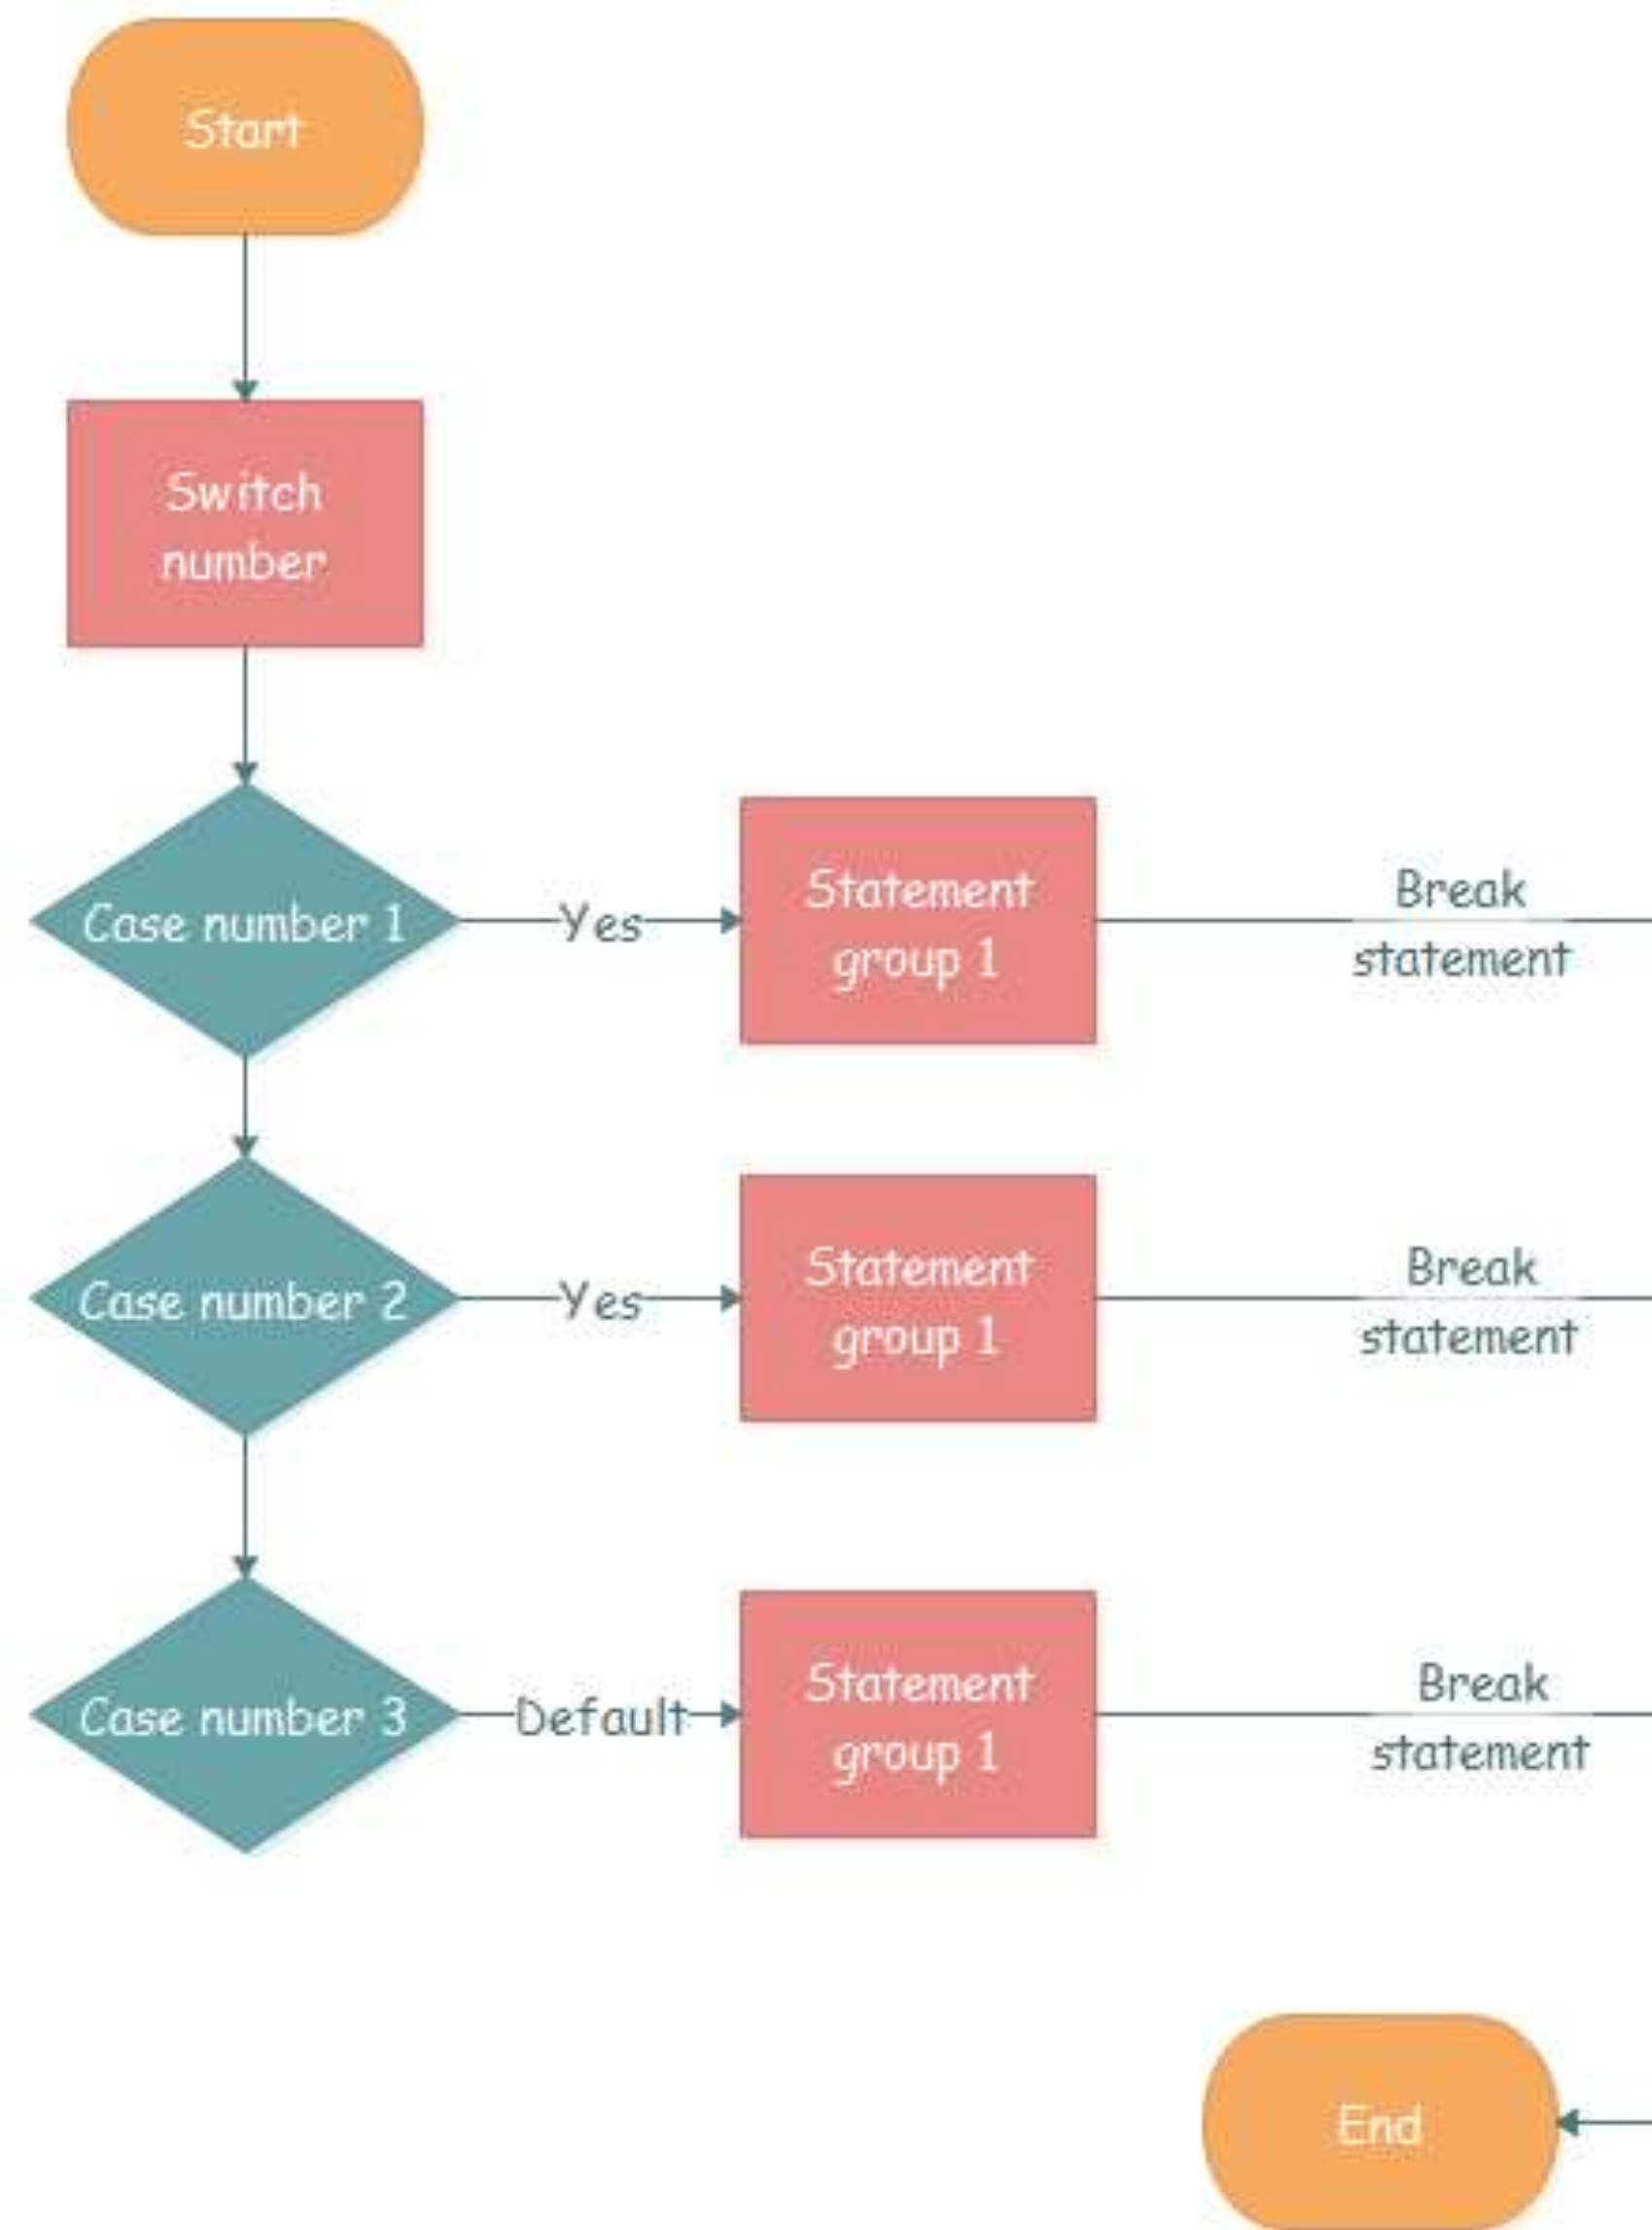 Start
Switch
number
Case number 1
Yes
Statement
group 1
Break
statement
Case number 2
Yes
Statement
group 1
Break
statement
Case number 3
Default
Statement
group 1
Break
statement
End